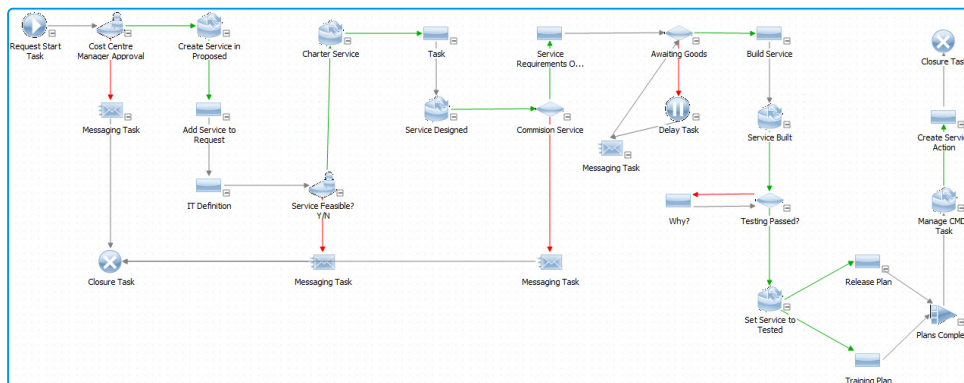 Request Start
Task
Cost Centre
Manager Approval
Create Service in
Proposed
Charter Service
Task
Service
Requirements O...
Awaiting Goods
Build Service
Closure Task
Messaging Task
Add Service to
Request
Service Designed
Commision Service
Messaging Task
Delay Task
Service Built
Create Service
Action
IT Definition
Service Feasible?
Y/N
Why?
Testing Passed?
Manage CMD
Task
Closure Task
Messaging Task
Messaging Task
Release Plan
Set Service to
Tested
Plans Comple
Training Plan